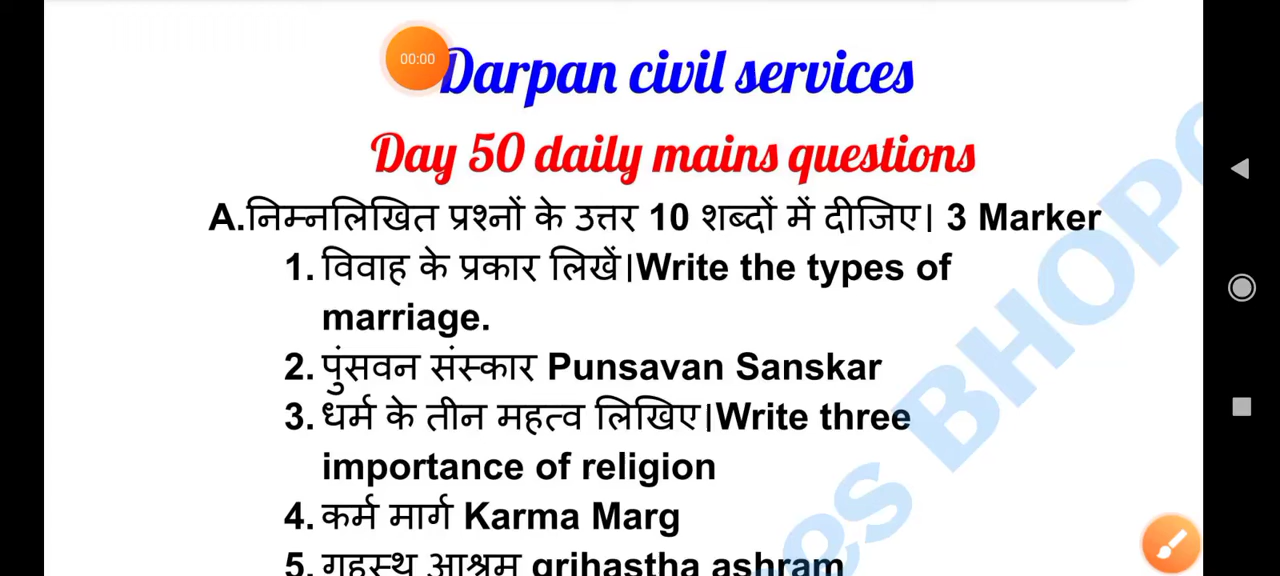 00:00
Darpan civil services
Day 50 daily mains questions
A.निम्नलिखित प्रश्नों के उत्तर 10 शब्दों में दीजिए। 3 Marker
1. विवाह के प्रकार लिखें।Write the types of
marriage.
2. पुंसवन संस्कार Punsavan Sanskar
3. धर्म के तीन महत्व लिखिए।Write three
importance of religion
4. कर्म मार्ग Karma Marg
5. गृहस्थ आश्रम grihastha ashram
es BHOP